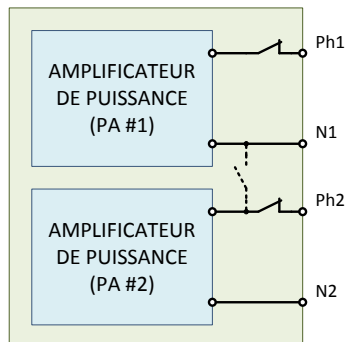 AMPLIFICATEUR
DE PUISSANCE
(PA #1)
Ph1
N1
AMPLIFICATEUR
DE PUISSANCE
(PA #2)
Ph2
N2